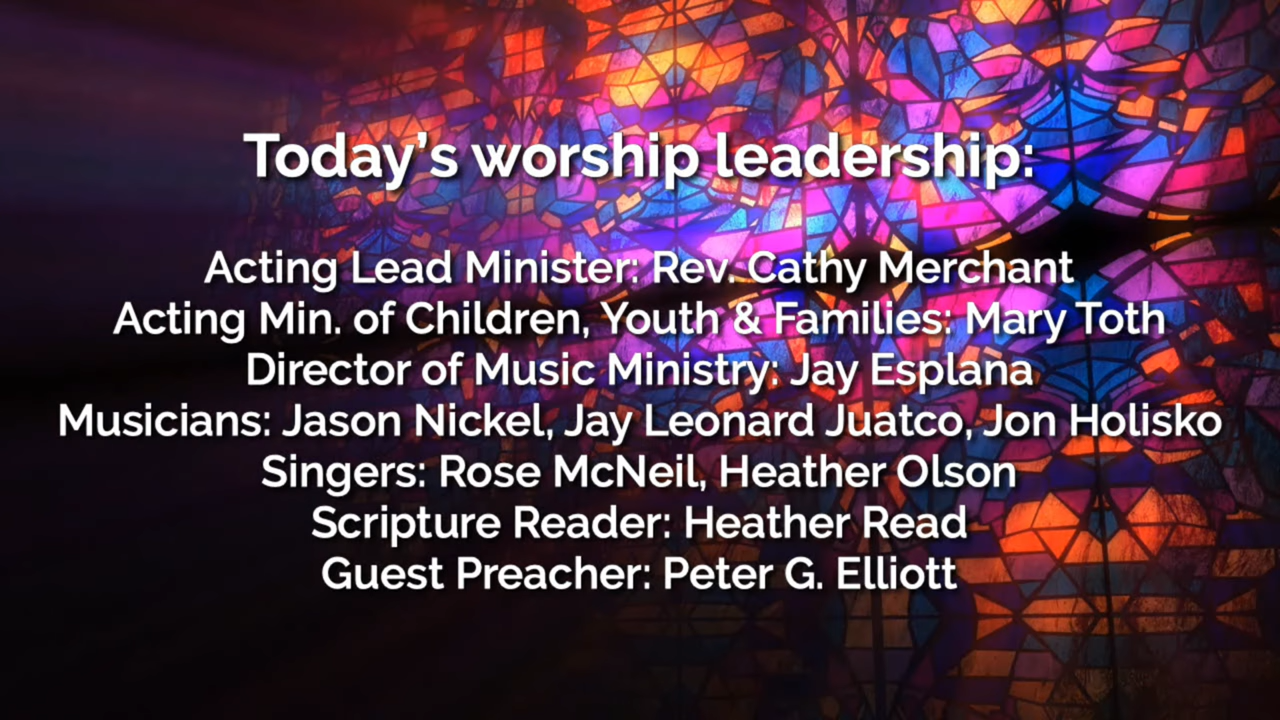 Today’s worship leadership:
Acting Lead Minister: Rev. Cathy Merchant
Acting Min. of Children, Youth & Families: Mary Toth
Director of Music Ministry: Jay Esplana
Musicians: Jason Nickel, Jay Leonard Juatco, Jon Holisko
Singers: Rose McNeil, Heather Olson
Scripture Reader: Heather Read
Guest Preacher: Peter G. Elliott